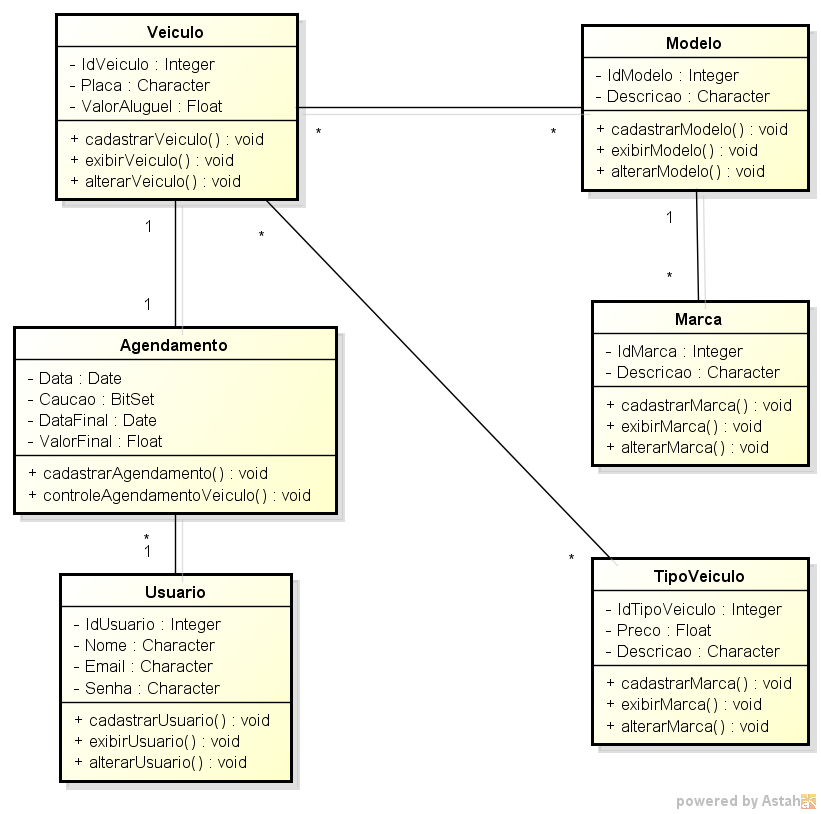 Veiculo
- IdVeiculo : Integer
- Placa : Character
- ValorAluguel : Float
+ cadastrarVeiculo() : void
+ exibirVeiculo() : void
+ alterarVeiculo() : void
Modelo
- IdModelo : Integer
- Descricao : Character
+ cadastrarModelo() : void
+ exibirModelo() : void
+ alterarModelo() : void
*
*
1
1
*
1
*
Agendamento
- Data : Date
- Caucao : BitSet
- DataFinal : Date
- ValorFinal : Float
+ cadastrarAgendamento() : void
+ controleAgendamentoVeiculo() : void
Marca
- IdMarca : Integer
- Descricao : Character
+ cadastrarMarca() : void
+ exibirMarca() : void
+ alterarMarca() : void
*
1
*
Usuario
- IdUsuario : Integer
- Nome : Character
- Email : Character
- Senha : Character
+ cadastrarUsuario() : void
+ exibirUsuario() : void
+ alterarUsuario() : void
TipoVeiculo
- IdTipoVeiculo : Integer
- Preco : Float
- Descricao : Character
+ cadastrarMarca() : void
+ exibirMarca() : void
+ alterarMarca() : void
powered by Astah